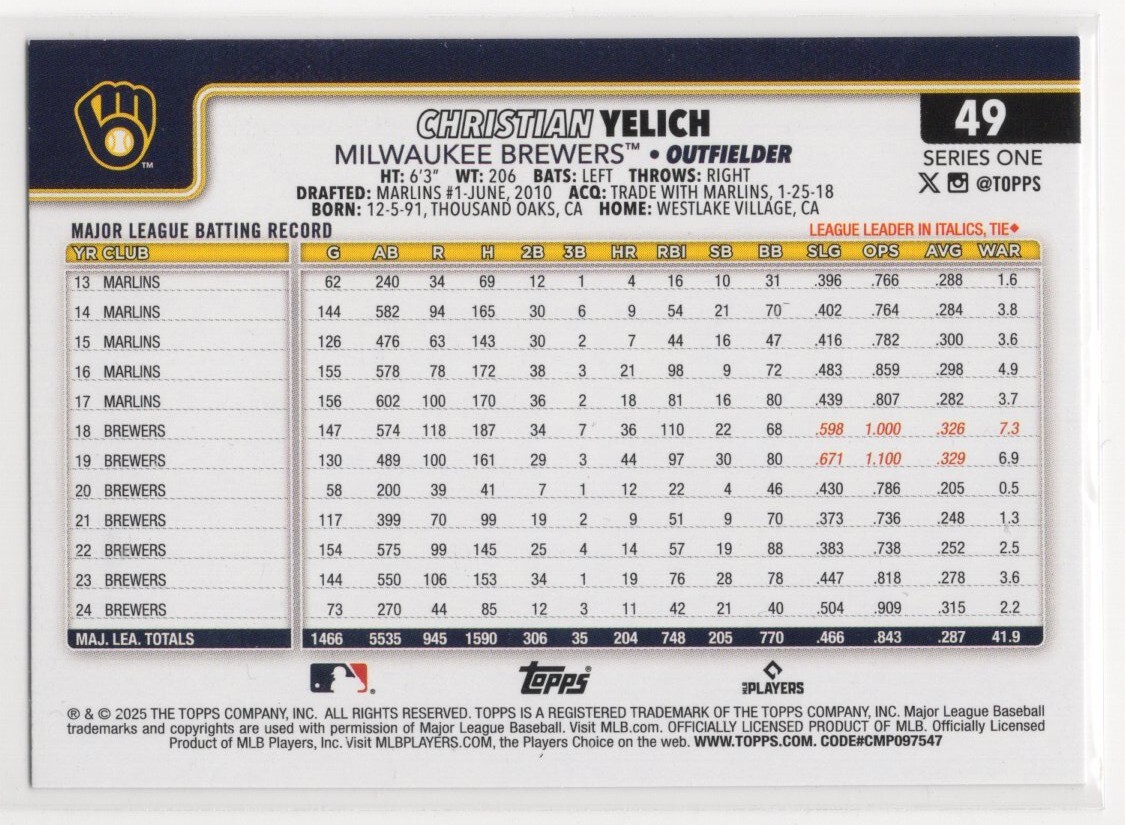 CHRISTIAN YELICH
49
MILWAUKEE BREWERS™ • OUTFIELDER
SERIES ONE
HT: 6'3" WT: 206 BATS: LEFT THROWS: RIGHT
@TOPPS
DRAFTED: MARLINS #1-JUNE, 2010 ACQ: TRADE WITH MARLINS, 1-25-18
BORN: 12-5-91, THOUSAND OAKS, CA HOME: WESTLAKE VILLAGE, CA
TM
MAJOR LEAGUE BATTING RECORD
LEAGUE LEADER IN ITALICS, TIE◆
YR CLUB G AB R H 2B 3B HR RBI SB BB SLG OPS AVG WAR
13 MARLINS 62 240 34 69 12 1 4 16 10 31 .396 .766 .288 1.6
14 MARLINS 144 582 94 165 30 6 9 54 21 70 .402 .764 .284 3.8
15 MARLINS 126 476 63 143 30 2 7 44 16 47 .416 .782 .300 3.6
16 MARLINS 155 578 78 172 38 3 21 98 9 72 .483 .859 .298 4.9
17 MARLINS 156 602 100 170 36 2 18 81 16 80 .439 .807 .282 3.7
18 BREWERS 147 574 118 187 34 7 36 110 22 68 .598 1.000 .326 7.3
19 BREWERS 130 489 100 161 29 3 44 97 30 80 .671 1.100 .329 6.9
20 BREWERS 58 200 39 41 7 1 12 22 4 46 .430 .786 .205 0.5
21 BREWERS 117 399 70 99 19 2 9 51 9 70 .373 .736 .248 1.3
22 BREWERS 154 575 99 145 25 4 14 57 19 88 .383 .738 .252 2.5
23 BREWERS 144 550 106 153 34 1 19 76 28 78 .447 .818 .278 3.6
24 BREWERS 73 270 44 85 12 3 11 42 21 40 .504 .909 .315 2.2
MAJ. LEA. TOTALS 1466 5535 945 1590 306 35 204 748 205 770 .466 .843 .287 41.9
Topps® MLB PLAYERS
® & © 2025 THE TOPPS COMPANY, INC. ALL RIGHTS RESERVED. TOPPS IS A REGISTERED TRADEMARK OF THE TOPPS COMPANY, INC. Major League Baseball
trademarks and copyrights are used with permission of Major League Baseball. Visit MLB.com. OFFICIALLY LICENSED PRODUCT OF MLB. Officially Licensed
Product of MLB Players, Inc. Visit MLBPLAYERS.COM, the Players Choice on the web. WWW.TOPPS.COM. CODE#CMP097547